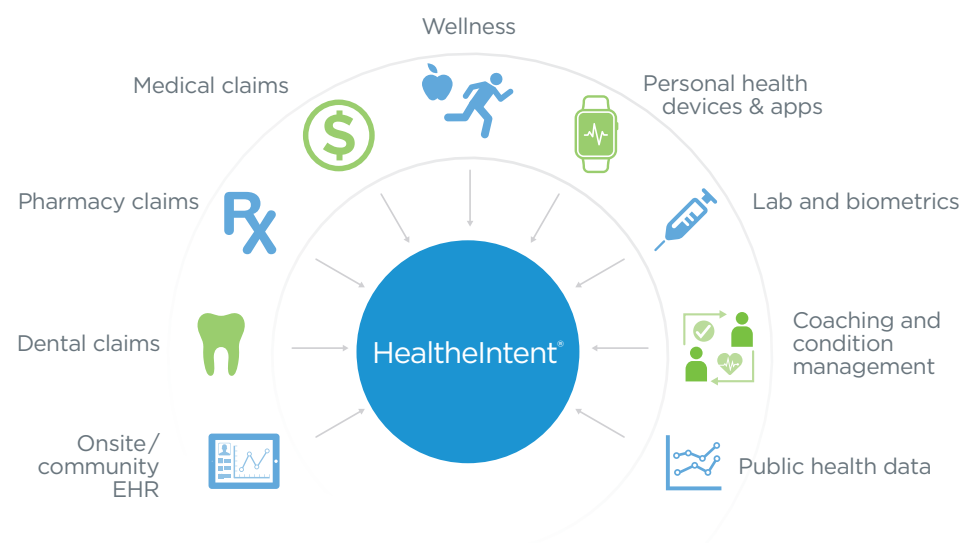 Wellness
Medical claims
Personal health
devices & apps
Pharmacy claims
Rx
Lab and biometrics
$
Dental claims
HealtheIntent®
Coaching and
condition
management
Onsite/
community
EHR
Public health data